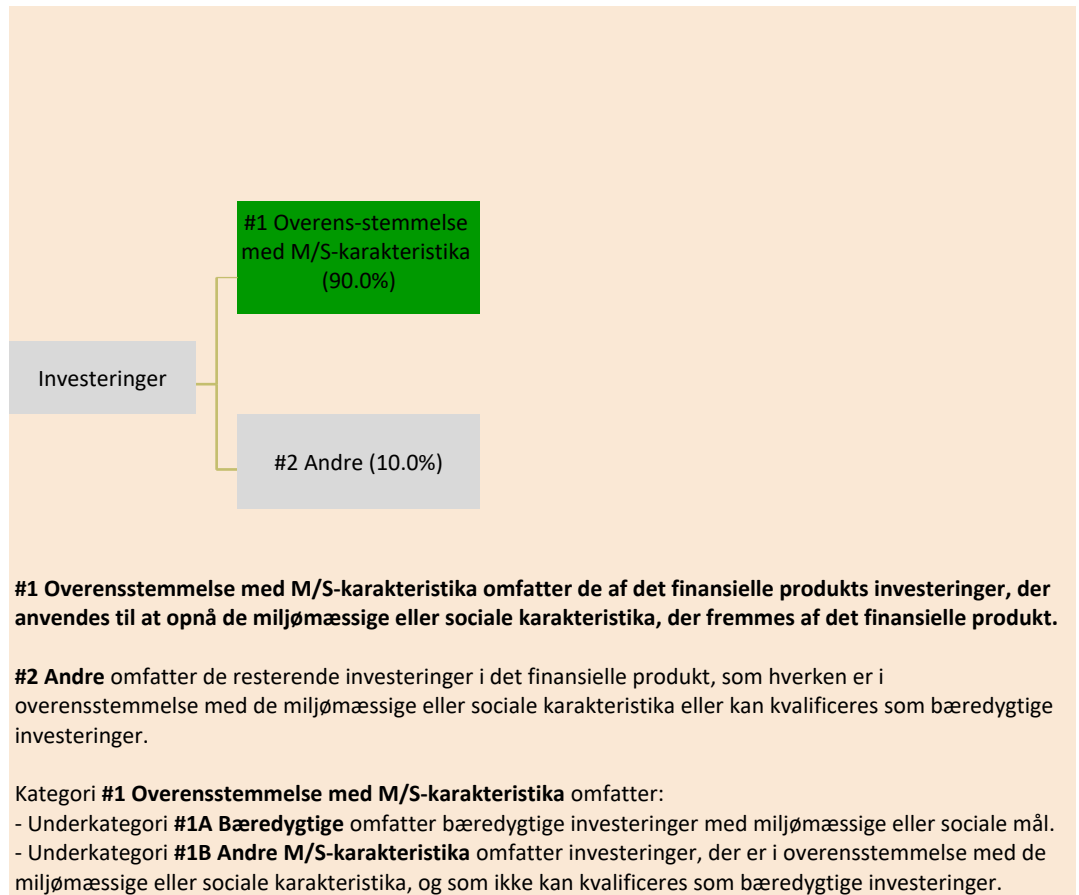 #1 Overens-stemmelse
med M/S-karakteristika
(90.0%)
Investeringer
#2 Andre (10.0%)
#1 Overensstemmelse med M/S-karakteristika omfatter de af det finansielle produkts investeringer, der
anvendes til at opnå de miljømæssige eller sociale karakteristika, der fremmes af det finansielle produkt.
#2 Andre omfatter de resterende investeringer i det finansielle produkt, som hverken er i
overensstemmelse med de miljømæssige eller sociale karakteristika eller kan kvalificeres som bæredygtige
investeringer.
Kategori #1 Overensstemmelse med M/S-karakteristika omfatter:
- Underkategori #1A Bæredygtige omfatter bæredygtige investeringer med miljømæssige eller sociale mål.
- Underkategori #1B Andre M/S-karakteristika omfatter investeringer, der er i overensstemmelse med de
miljømæssige eller sociale karakteristika, og som ikke kan kvalificeres som bæredygtige investeringer.